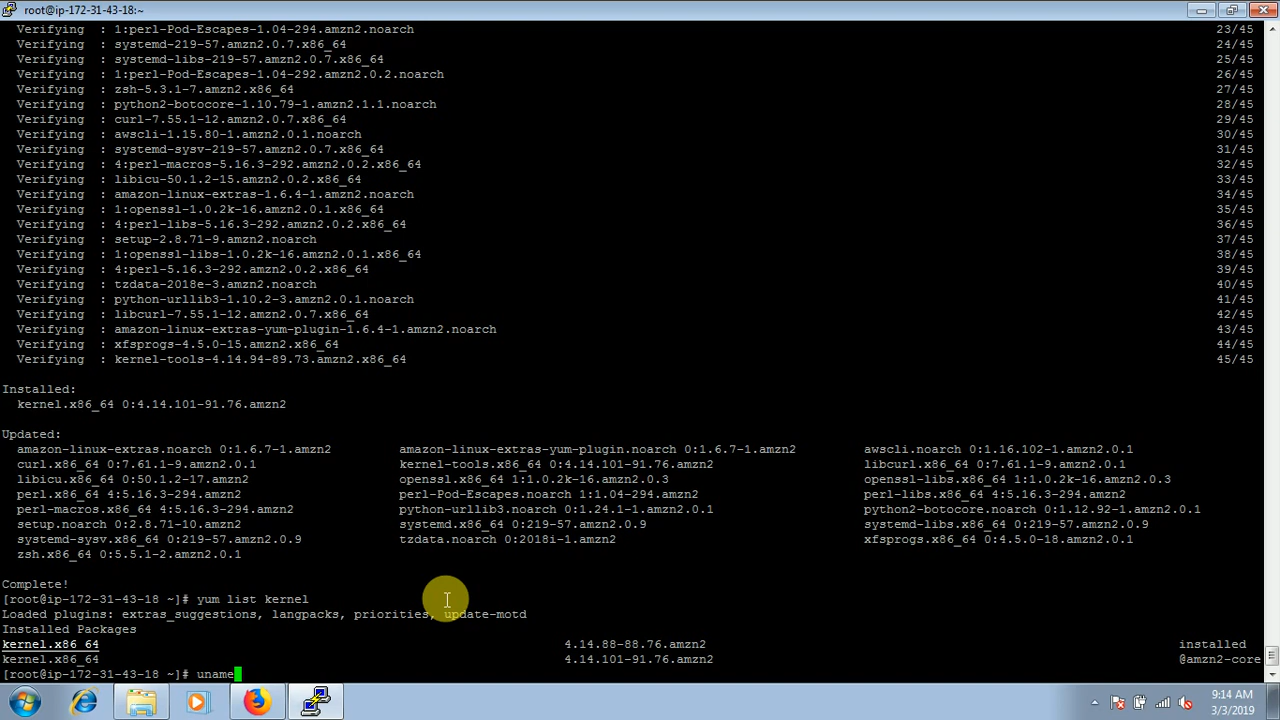 root@ip-172-31-43-18:~
Verifying : 1:perl-Pod-Escapes-1.04-294.amzn2.noarch 23/45
Verifying : systemd-219-57.amzn2.0.7.x86_64 24/45
Verifying : systemd-libs-219-57.amzn2.0.7.x86_64 25/45
Verifying : 1:perl-Pod-Escapes-1.04-292.amzn2.0.2.noarch 26/45
Verifying : zsh-5.3.1-7.amzn2.x86_64 27/45
Verifying : python2-botocore-1.10.79-1.amzn2.1.1.noarch 28/45
Verifying : curl-7.55.1-12.amzn2.0.7.x86_64 29/45
Verifying : awscli-1.15.80-1.amzn2.0.1.noarch 30/45
Verifying : systemd-sysv-219-57.amzn2.0.7.x86_64 31/45
Verifying : 4:perl-macros-5.16.3-292.amzn2.0.2.x86_64 32/45
Verifying : libicu-50.1.2-15.amzn2.0.2.x86_64 33/45
Verifying : amazon-linux-extras-1.6.4-1.amzn2.noarch 34/45
Verifying : 1:openssl-1.0.2k-16.amzn2.0.1.x86_64 35/45
Verifying : 4:perl-libs-5.16.3-292.amzn2.0.2.x86_64 36/45
Verifying : setup-2.8.71-9.amzn2.noarch 37/45
Verifying : 1:openssl-libs-1.0.2k-16.amzn2.0.1.x86_64 38/45
Verifying : 4:perl-5.16.3-292.amzn2.0.2.x86_64 39/45
Verifying : tzdata-2018e-3.amzn2.noarch 40/45
Verifying : python-urllib3-1.10.2-3.amzn2.0.1.noarch 41/45
Verifying : libcurl-7.55.1-12.amzn2.0.7.x86_64 42/45
Verifying : amazon-linux-extras-yum-plugin-1.6.4-1.amzn2.noarch 43/45
Verifying : xfsprogs-4.5.0-15.amzn2.x86_64 44/45
Verifying : kernel-tools-4.14.94-89.73.amzn2.x86_64 45/45
Installed:
kernel.x86_64 0:4.14.101-91.76.amzn2
Updated:
amazon-linux-extras.noarch 0:1.6.7-1.amzn2 amazon-linux-extras-yum-plugin.noarch 0:1.6.7-1.amzn2 awscli.noarch 0:1.16.102-1.amzn2.0.1
curl.x86_64 0:7.61.1-9.amzn2.0.1 kernel-tools.x86_64 0:4.14.101-91.76.amzn2 libcurl.x86_64 0:7.61.1-9.amzn2.0.1
libicu.x86_64 0:50.1.2-17.amzn2 openssl.x86_64 1:1.0.2k-16.amzn2.0.3 openssl-libs.x86_64 1:1.0.2k-16.amzn2.0.3
perl.x86_64 4:5.16.3-294.amzn2 perl-Pod-Escapes.noarch 1:1.04-294.amzn2 perl-libs.x86_64 4:5.16.3-294.amzn2
perl-macros.x86_64 4:5.16.3-294.amzn2 python-urllib3.noarch 0:1.24.1-1.amzn2.0.1 python2-botocore.noarch 0:1.12.92-1.amzn2.0.1
setup.noarch 0:2.8.71-10.amzn2 systemd.x86_64 0:219-57.amzn2.0.9 systemd-libs.x86_64 0:219-57.amzn2.0.9
systemd-sysv.x86_64 0:219-57.amzn2.0.9 tzdata.noarch 0:2018i-1.amzn2 xfsprogs.x86_64 0:4.5.0-18.amzn2.0.1
zsh.x86_64 0:5.5.1-2.amzn2.0.1
Complete!
[root@ip-172-31-43-18 ~]# yum list kernel
Loaded plugins: extras_suggestions, langpacks, priorities, update-motd
Installed Packages
kernel.x86_64 4.14.88-88.76.amzn2 installed
kernel.x86_64 4.14.101-91.76.amzn2 @amzn2-core
[root@ip-172-31-43-18 ~]# uname
9:14 AM
3/3/2019